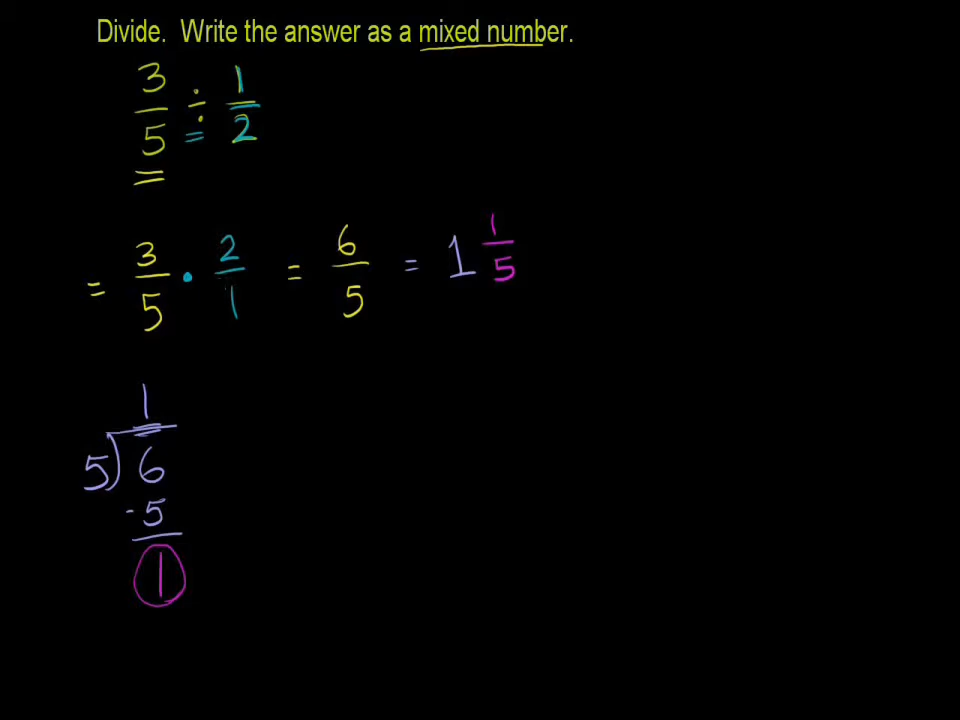 Divide. Write the answer as a mixed number.
3/5 ÷ 1/2 =
= 3/5 · 2/1 = 6/5 = 1 1/5
1
5)6
-5
1